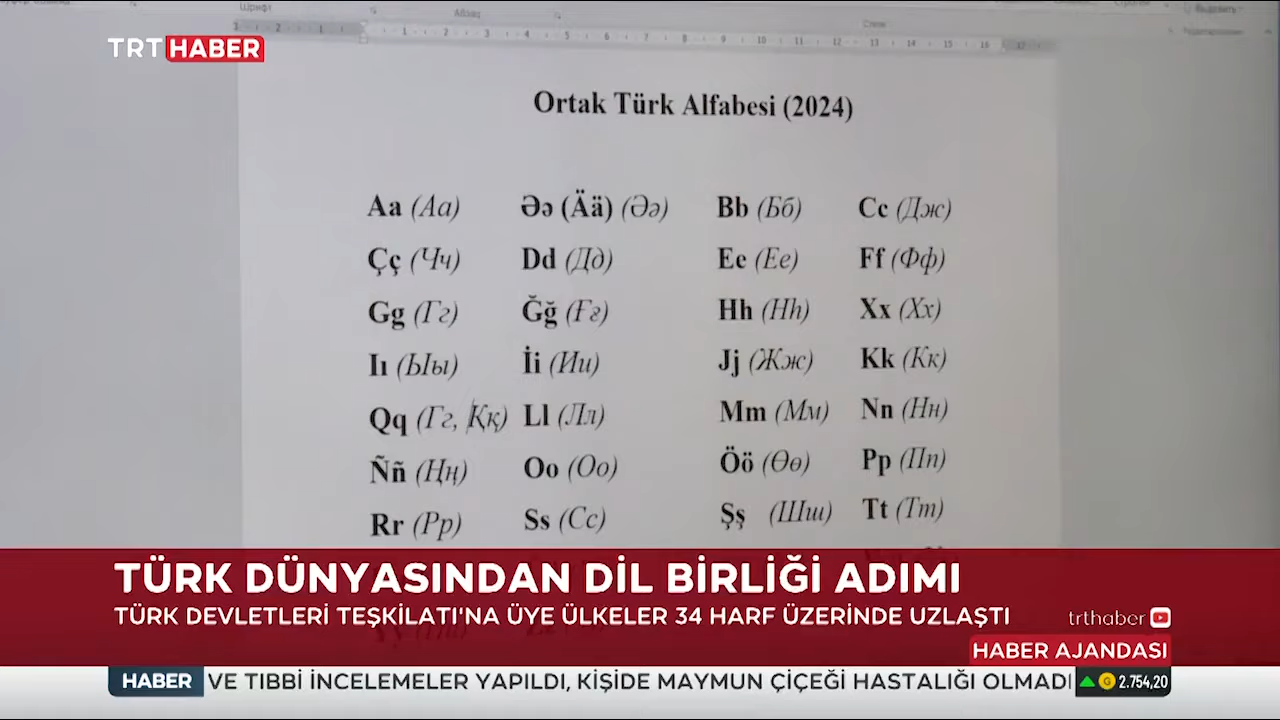 Шрифт
Абзац
Стили
TRT HABER
Ortak Türk Alfabesi (2024)
Aa (Aa) Əə (Ää) (Әә) Bb (Бб) Cc (Дж)
Çç (Чч) Dd (Дд) Ee (Ее) Ff (Фф)
Gg (Гг) Ğğ (Ғғ) Hh (Һһ) Xx (Хх)
Iı (Ыы) İi (Ии) Jj (Жж) Kk (Кк)
Qq (Гг, Ққ) Ll (Лл) Mm (Мм) Nn (Нн)
Ññ (Ңң) Oo (Оо) Öö (Өө) Pp (Пп)
Rr (Рр) Ss (Сс) Şş (Шш) Tt (Тт)
TÜRK DÜNYASINDAN DİL BİRLİĞİ ADIMI
TÜRK DEVLETLERİ TEŞKİLATI'NA ÜYE ÜLKELER 34 HARF ÜZERİNDE UZLAŞTI
trthaber
HABER AJANDASI
HABER VE TIBBİ İNCELEMELER YAPILDI, KİŞİDE MAYMUN ÇİÇEĞİ HASTALIĞI OLMADI
G 2.754,20